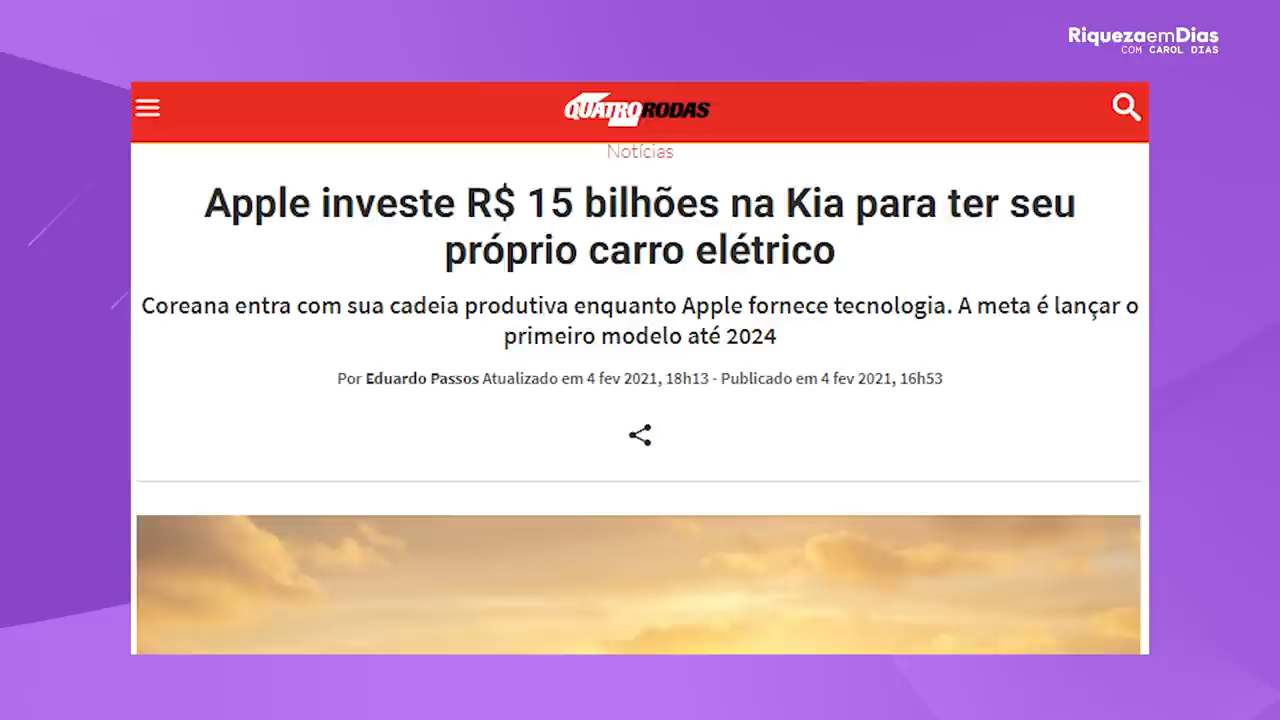 RiquezaemDias
COM CAROL DIAS
QUATRO RODAS
Notícias
Apple investe R$ 15 bilhões na Kia para ter seu
próprio carro elétrico
Coreana entra com sua cadeia produtiva enquanto Apple fornece tecnologia. A meta é lançar o
primeiro modelo até 2024
Por Eduardo Passos Atualizado em 4 fev 2021, 18h13 - Publicado em 4 fev 2021, 16h53